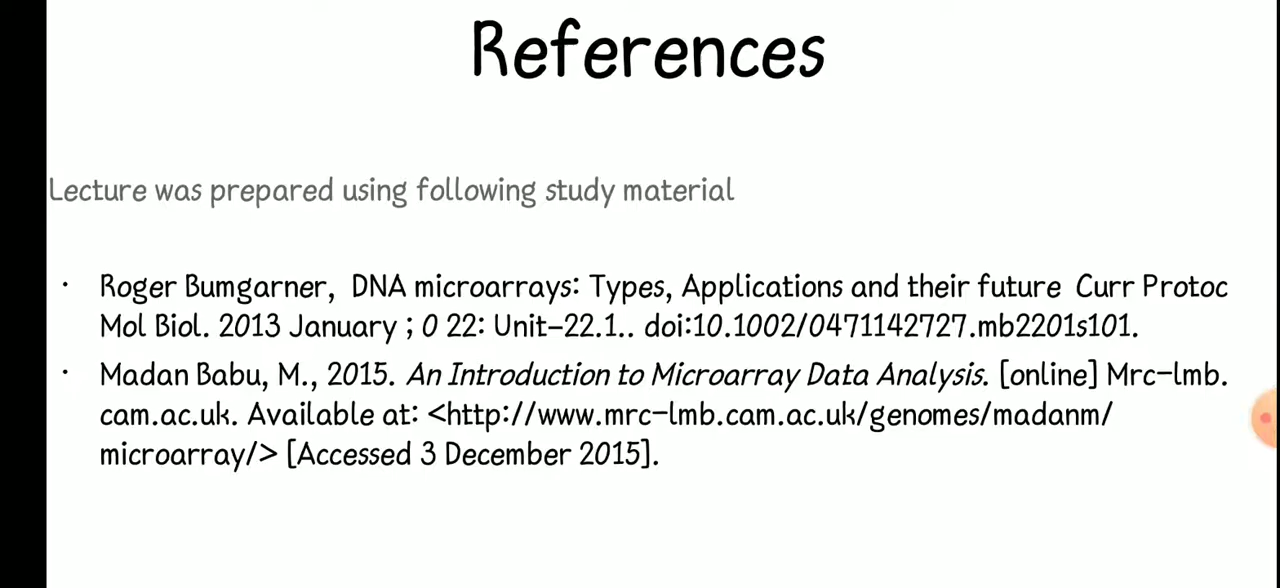 References
Lecture was prepared using following study material
• Roger Bumgarner, DNA microarrays: Types, Applications and their future Curr Protoc
Mol Biol. 2013 January ; 0 22: Unit–22.1.. doi:10.1002/0471142727.mb2201s101.
• Madan Babu, M., 2015. An Introduction to Microarray Data Analysis. [online] Mrc-lmb.
cam.ac.uk. Available at: <http://www.mrc-lmb.cam.ac.uk/genomes/madanm/
microarray/> [Accessed 3 December 2015].